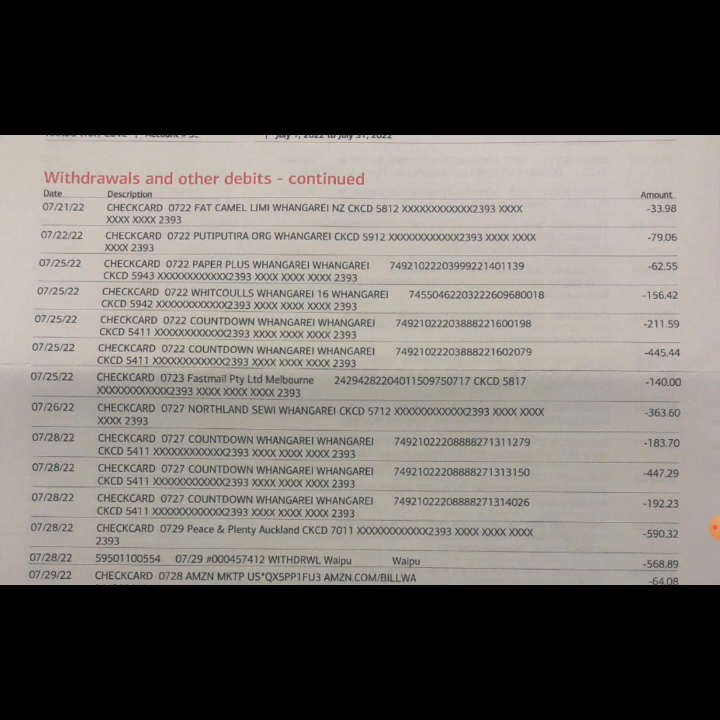 July 1, 2022 to July 31, 2022
Withdrawals and other debits - continued
Date Description Amount
07/21/22 CHECKCARD 0722 FAT CAMEL LIMI WHANGAREI NZ CKCD 5812 XXXXXXXXXXXX2393 XXXX -33.98
XXXX XXXX 2393
07/22/22 CHECKCARD 0722 PUTIPUTIRA ORG WHANGAREI CKCD 5912 XXXXXXXXXXXX2393 XXXX XXXX -79.06
XXXX 2393
07/25/22 CHECKCARD 0722 PAPER PLUS WHANGAREI WHANGAREI 74921022203999221401139 -62.55
CKCD 5943 XXXXXXXXXXXX2393 XXXX XXXX XXXX 2393
07/25/22 CHECKCARD 0722 WHITCOULLS WHANGAREI 16 WHANGAREI 74550462203222609680018 -156.42
CKCD 5942 XXXXXXXXXXXX2393 XXXX XXXX XXXX 2393
07/25/22 CHECKCARD 0722 COUNTDOWN WHANGAREI WHANGAREI 74921022203888221600198 -211.59
CKCD 5411 XXXXXXXXXXXX2393 XXXX XXXX XXXX 2393
07/25/22 CHECKCARD 0722 COUNTDOWN WHANGAREI WHANGAREI 74921022203888221602079 -445.44
CKCD 5411 XXXXXXXXXXXX2393 XXXX XXXX XXXX 2393
07/25/22 CHECKCARD 0723 Fastmail Pty Ltd Melbourne 24294282204011509750717 CKCD 5817 -140.00
XXXXXXXXXXXX2393 XXXX XXXX XXXX 2393
07/26/22 CHECKCARD 0727 NORTHLAND SEWI WHANGAREI CKCD 5712 XXXXXXXXXXXX2393 XXXX XXXX -363.60
XXXX 2393
07/28/22 CHECKCARD 0727 COUNTDOWN WHANGAREI WHANGAREI 74921022208888271311279 -183.70
CKCD 5411 XXXXXXXXXXXX2393 XXXX XXXX XXXX 2393
07/28/22 CHECKCARD 0727 COUNTDOWN WHANGAREI WHANGAREI 74921022208888271313150 -447.29
CKCD 5411 XXXXXXXXXXXX2393 XXXX XXXX XXXX 2393
07/28/22 CHECKCARD 0727 COUNTDOWN WHANGAREI WHANGAREI 74921022208888271314026 -192.23
CKCD 5411 XXXXXXXXXXXX2393 XXXX XXXX XXXX 2393
07/28/22 CHECKCARD 0729 Peace & Plenty Auckland CKCD 7011 XXXXXXXXXXXX2393 XXXX XXXX XXXX -590.32
2393
07/28/22 59501100554 07/29 #000457412 WITHDRWL Waipu Waipu -568.89
07/29/22 CHECKCARD 0728 AMZN MKTP US*QX5PP1FU3 AMZN.COM/BILLWA -64.08